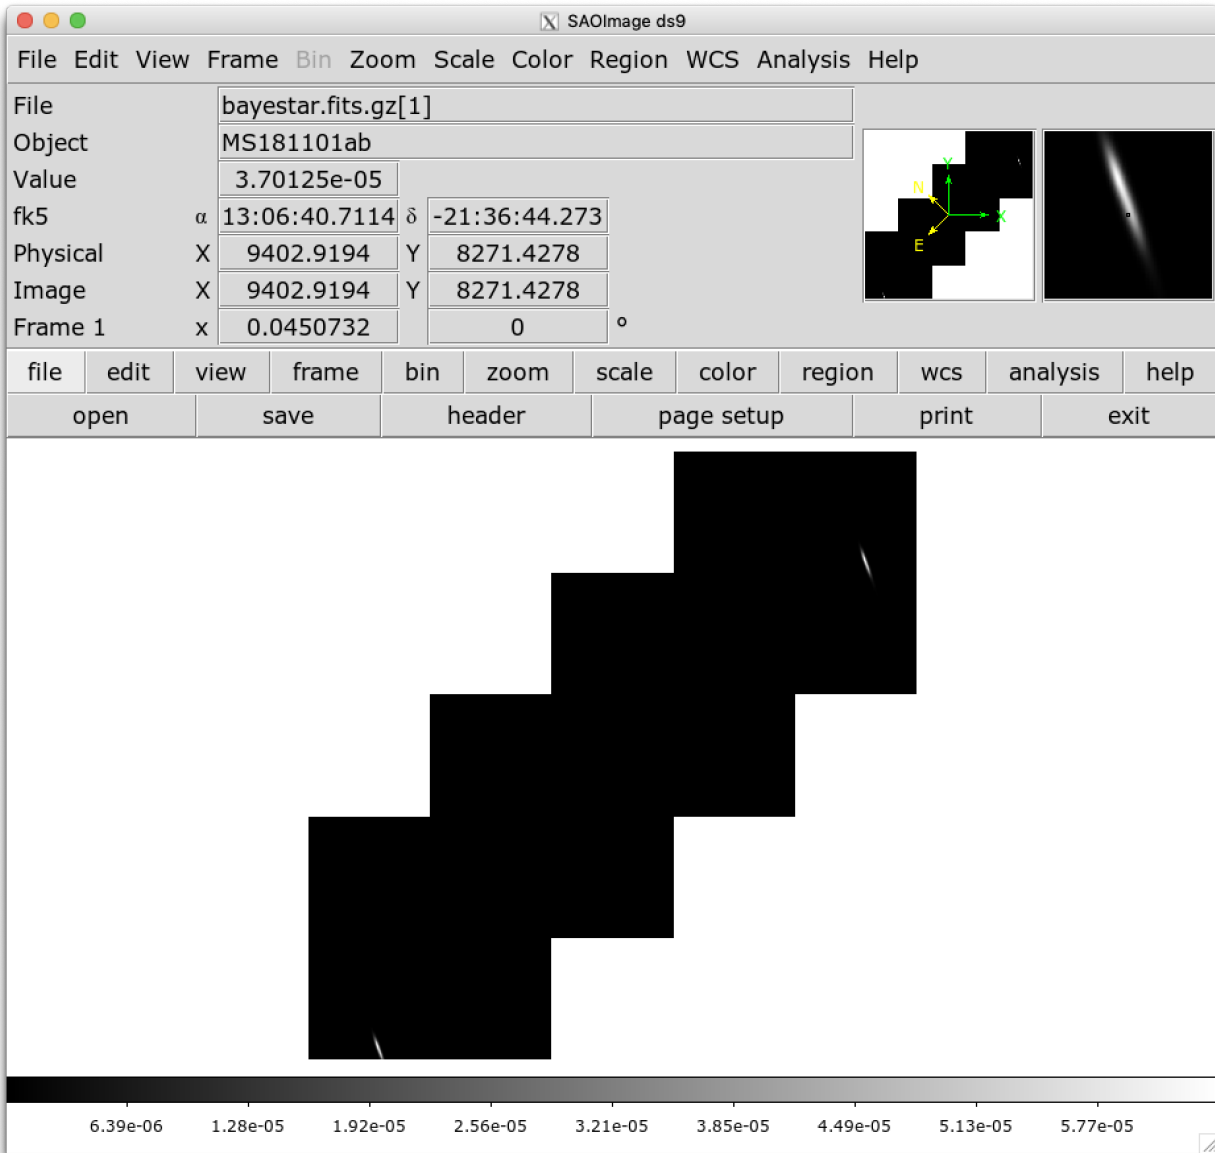 SAOImage ds9
File Edit View Frame Bin Zoom Scale Color Region WCS Analysis Help
File bayestar.fits.gz[1]
Object MS181101ab
Value 3.70125e-05
fk5 α 13:06:40.7114 δ -21:36:44.273
Physical X 9402.9194 Y 8271.4278
Image X 9402.9194 Y 8271.4278
Frame 1 x 0.0450732 0 °
Y
N
X
E
file edit view frame bin zoom scale color region wcs analysis help
open save header page setup print exit
6.39e-06 1.28e-05 1.92e-05 2.56e-05 3.21e-05 3.85e-05 4.49e-05 5.13e-05 5.77e-05